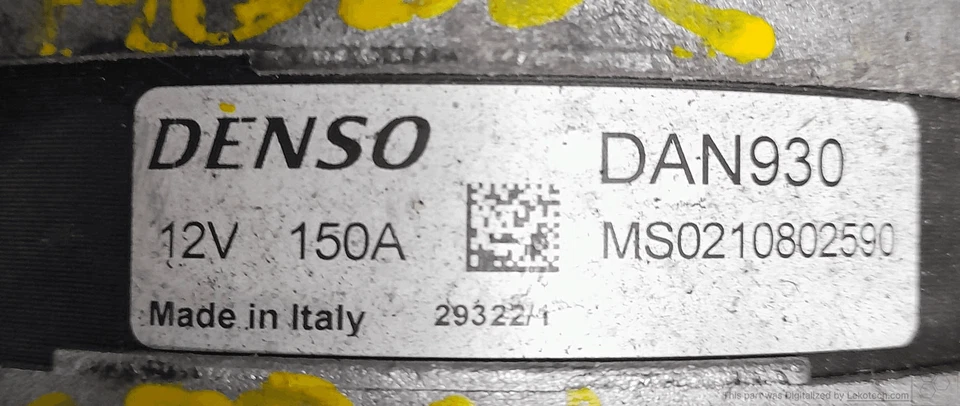 DENSO
DAN930
12V 150A
MS0210802590
Made in Italy
29322/1
This part was Digitalized by Lekotech.com